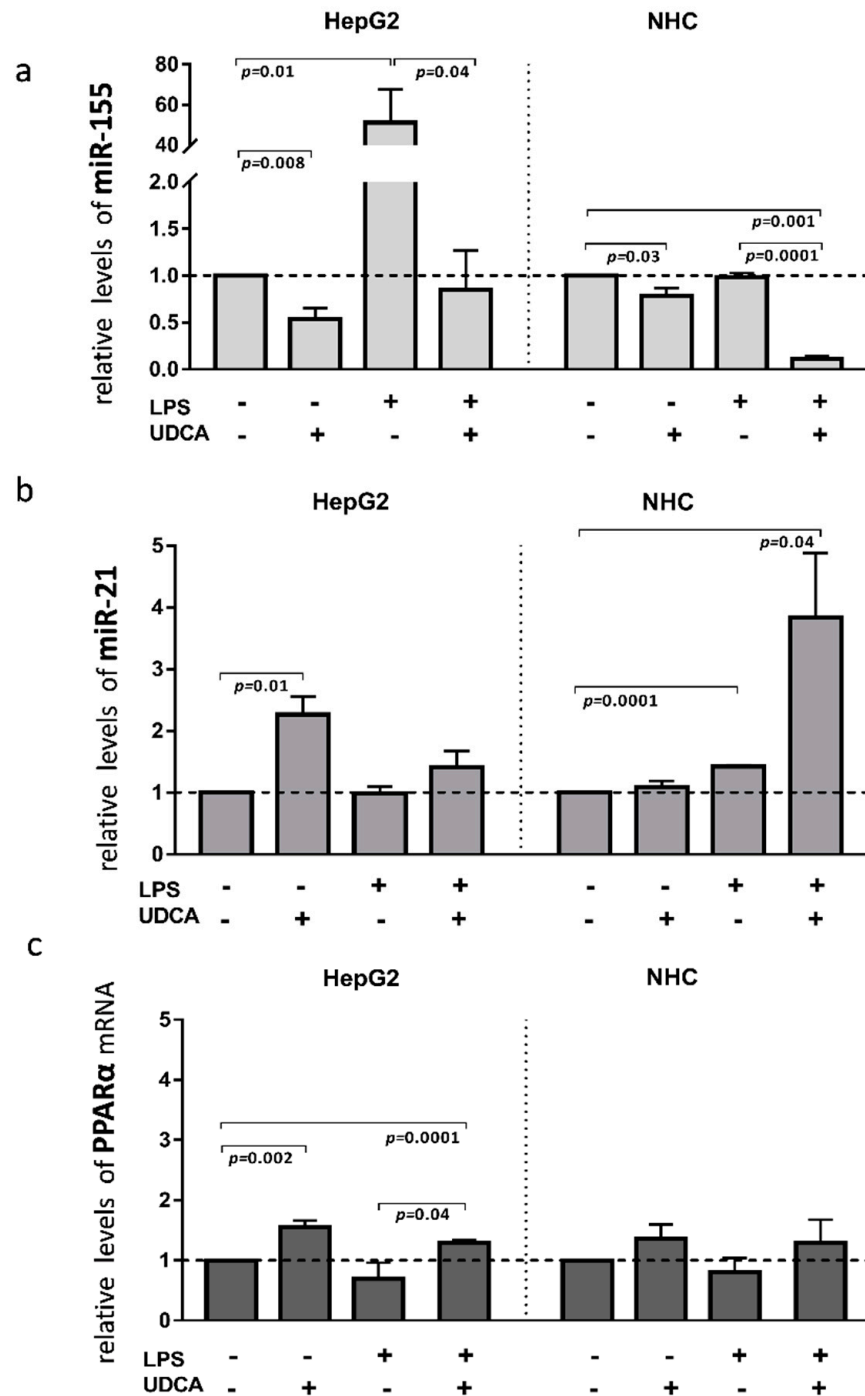 HepG2 NHC
a
relative levels of miR-155
80
60
40
2.0
1.5
1.0
0.5
0.0
p=0.01 p=0.04
p=0.008
p=0.001
p=0.03 p=0.0001
LPS - - + + - - + +
UDCA - + - + - + - +
b
HepG2 NHC
relative levels of miR-21
5
4
3
2
1
0
p=0.04
p=0.01
p=0.0001
LPS - - + + - - + +
UDCA - + - + - + - +
c
HepG2 NHC
relative levels of PPARα mRNA
5
4
3
2
1
0
p=0.0001
p=0.002
p=0.04
LPS - - + + - - + +
UDCA - + - + - + - +